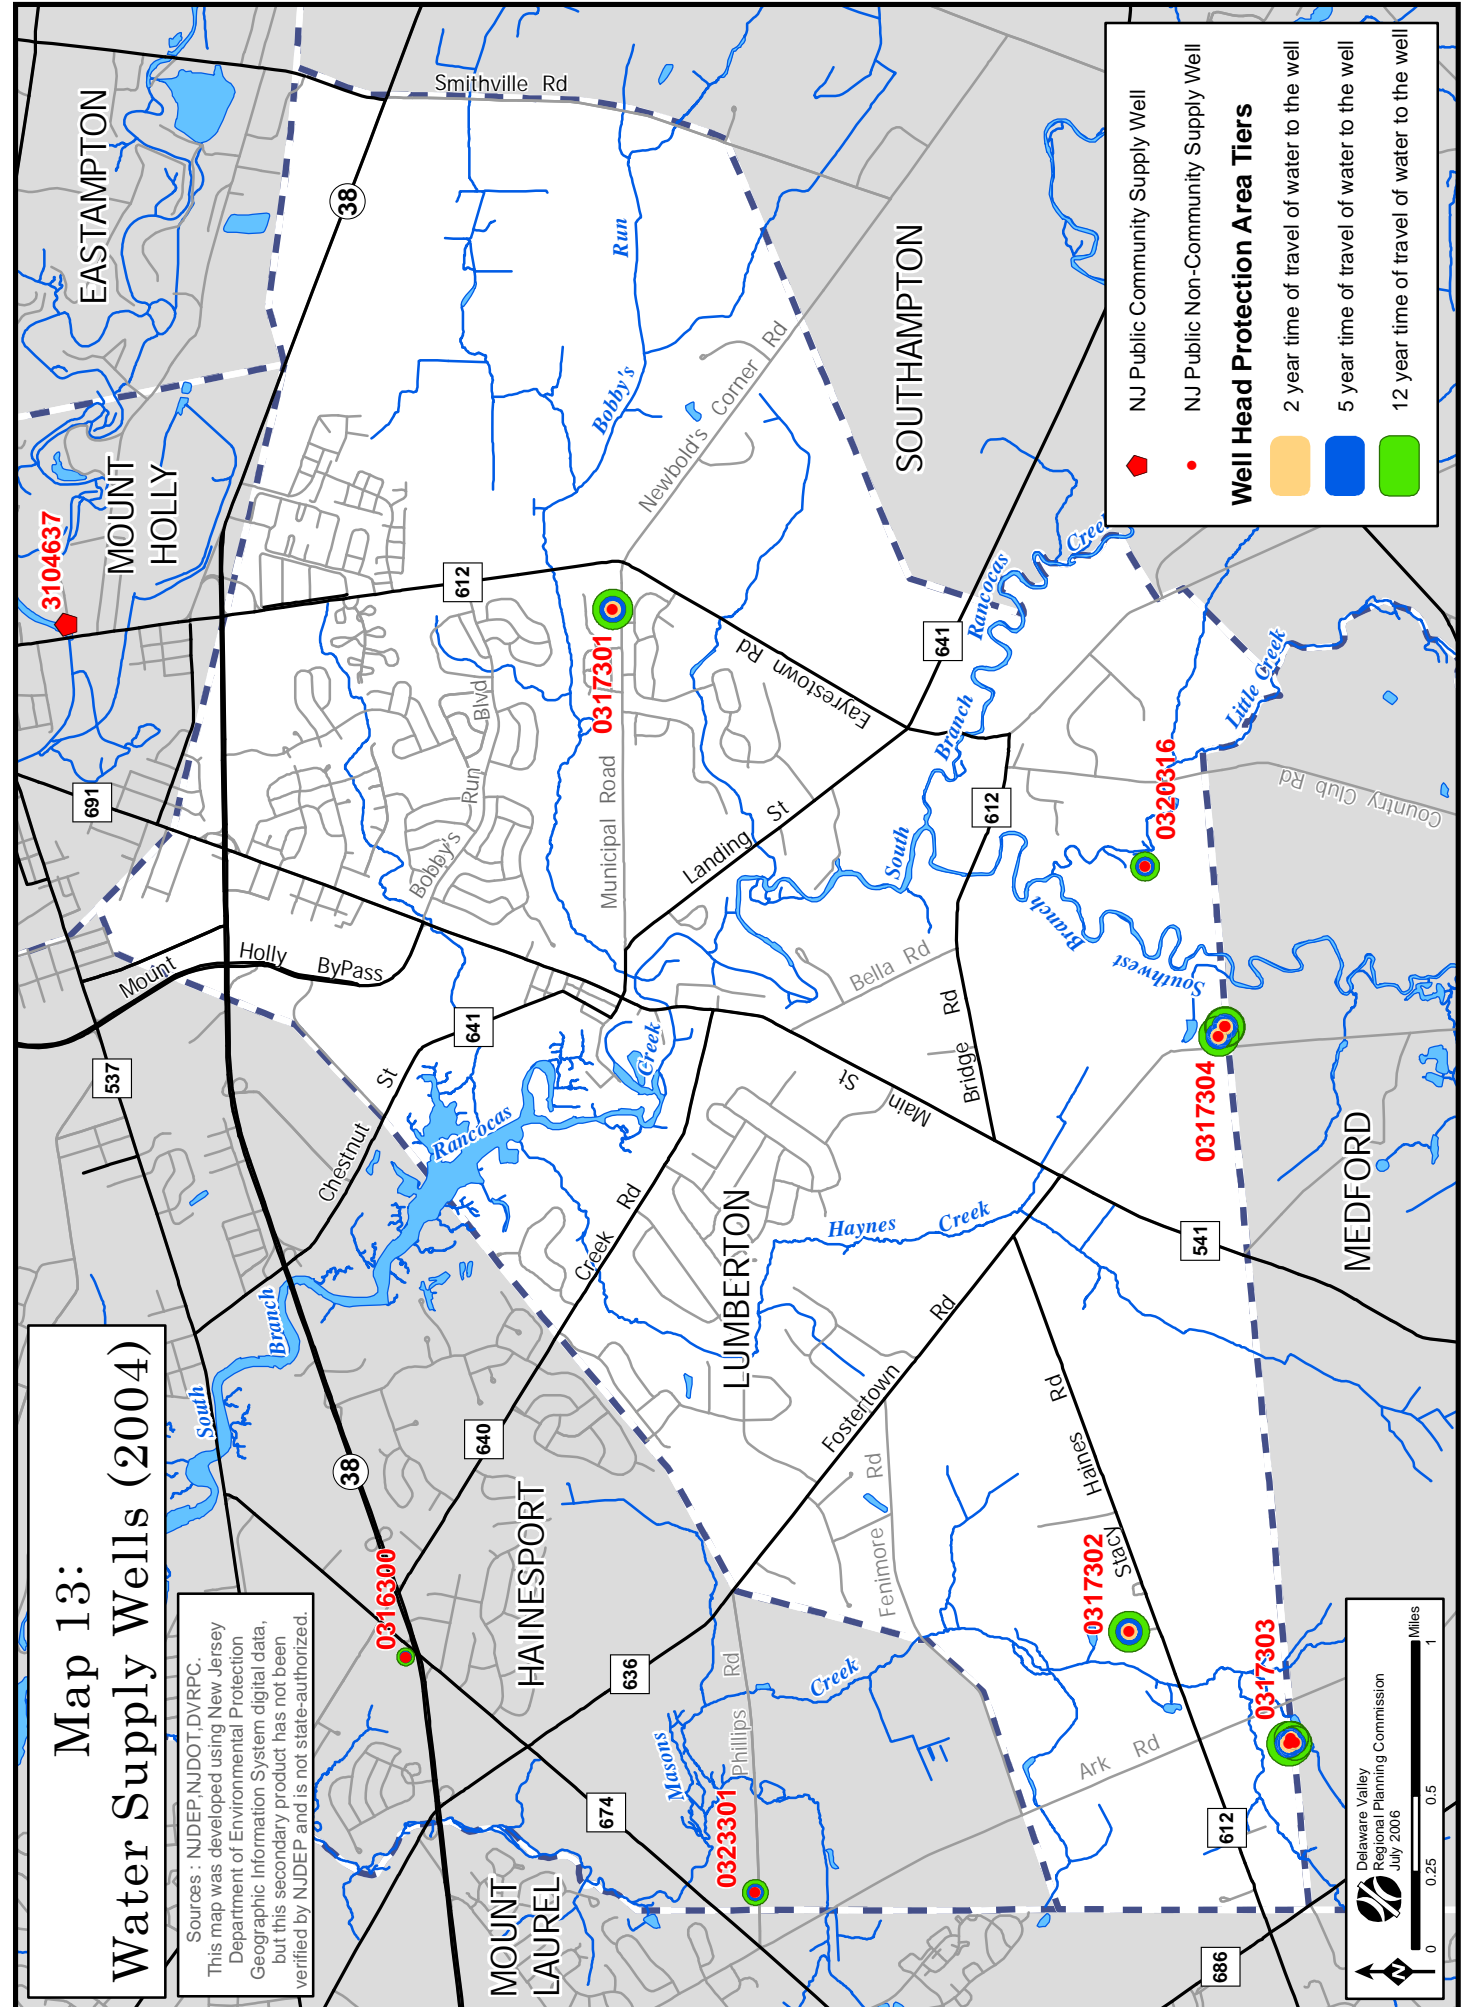 Map 13:
Water Supply Wells (2004)
Sources : NJDEP,NJDOT,DVRPC.
This map was developed using New Jersey
Department of Environmental Protection
Geographic Information System digital data,
but this secondary product has not been
verified by NJDEP and is not state-authorized.
EASTAMPTON
MOUNT
HOLLY
SOUTHAMPTON
MEDFORD
LUMBERTON
HAINESPORT
MOUNT
LAUREL
3104637
0317301
0320316
0317304
0317302
0317303
0316300
0323301
Smithville Rd
38
Bobby's
Run
Newbold's Corner Rd
612
691
Bobby's Run Blvd
Municipal Road
Eayrestown Rd
Landing St
641
Rancocas
Creek
Branch
South
612
Country Club Rd
Little Creek
Southwest
Branch
Bella Rd
Bridge Rd
Mount Holly ByPass
537
641
Chestnut St
Rancocas
Creek
Branch
South
Creek Rd
Main St
Haynes Creek
541
Fostertown Rd
Stacy Haines Rd
Fenimore Rd
38
640
636
674
Phillips Rd
Masons
Creek
Ark Rd
612
686
NJ Public Community Supply Well
NJ Public Non-Community Supply Well
Well Head Protection Area Tiers
2 year time of travel of water to the well
5 year time of travel of water to the well
12 year time of travel of water to the well
Delaware Valley
Regional Planning Commission
July 2006
N
0 0.25 0.5 1
Miles